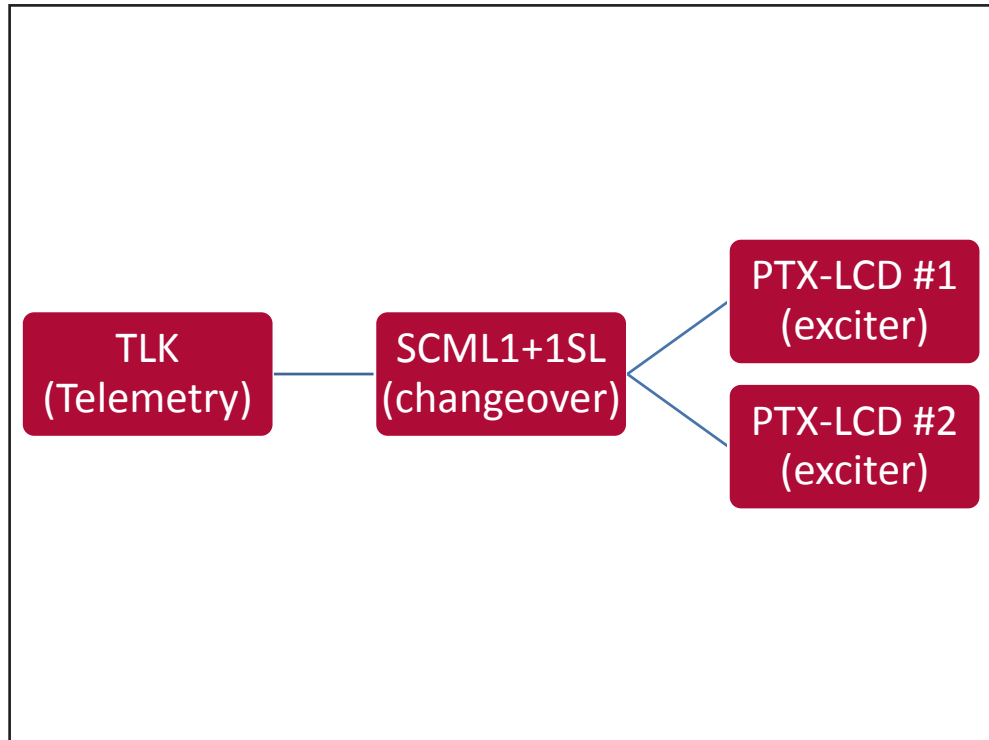 TLK
(Telemetry)
SCML1+1SL
(changeover)
PTX-LCD #1
(exciter)
PTX-LCD #2
(exciter)